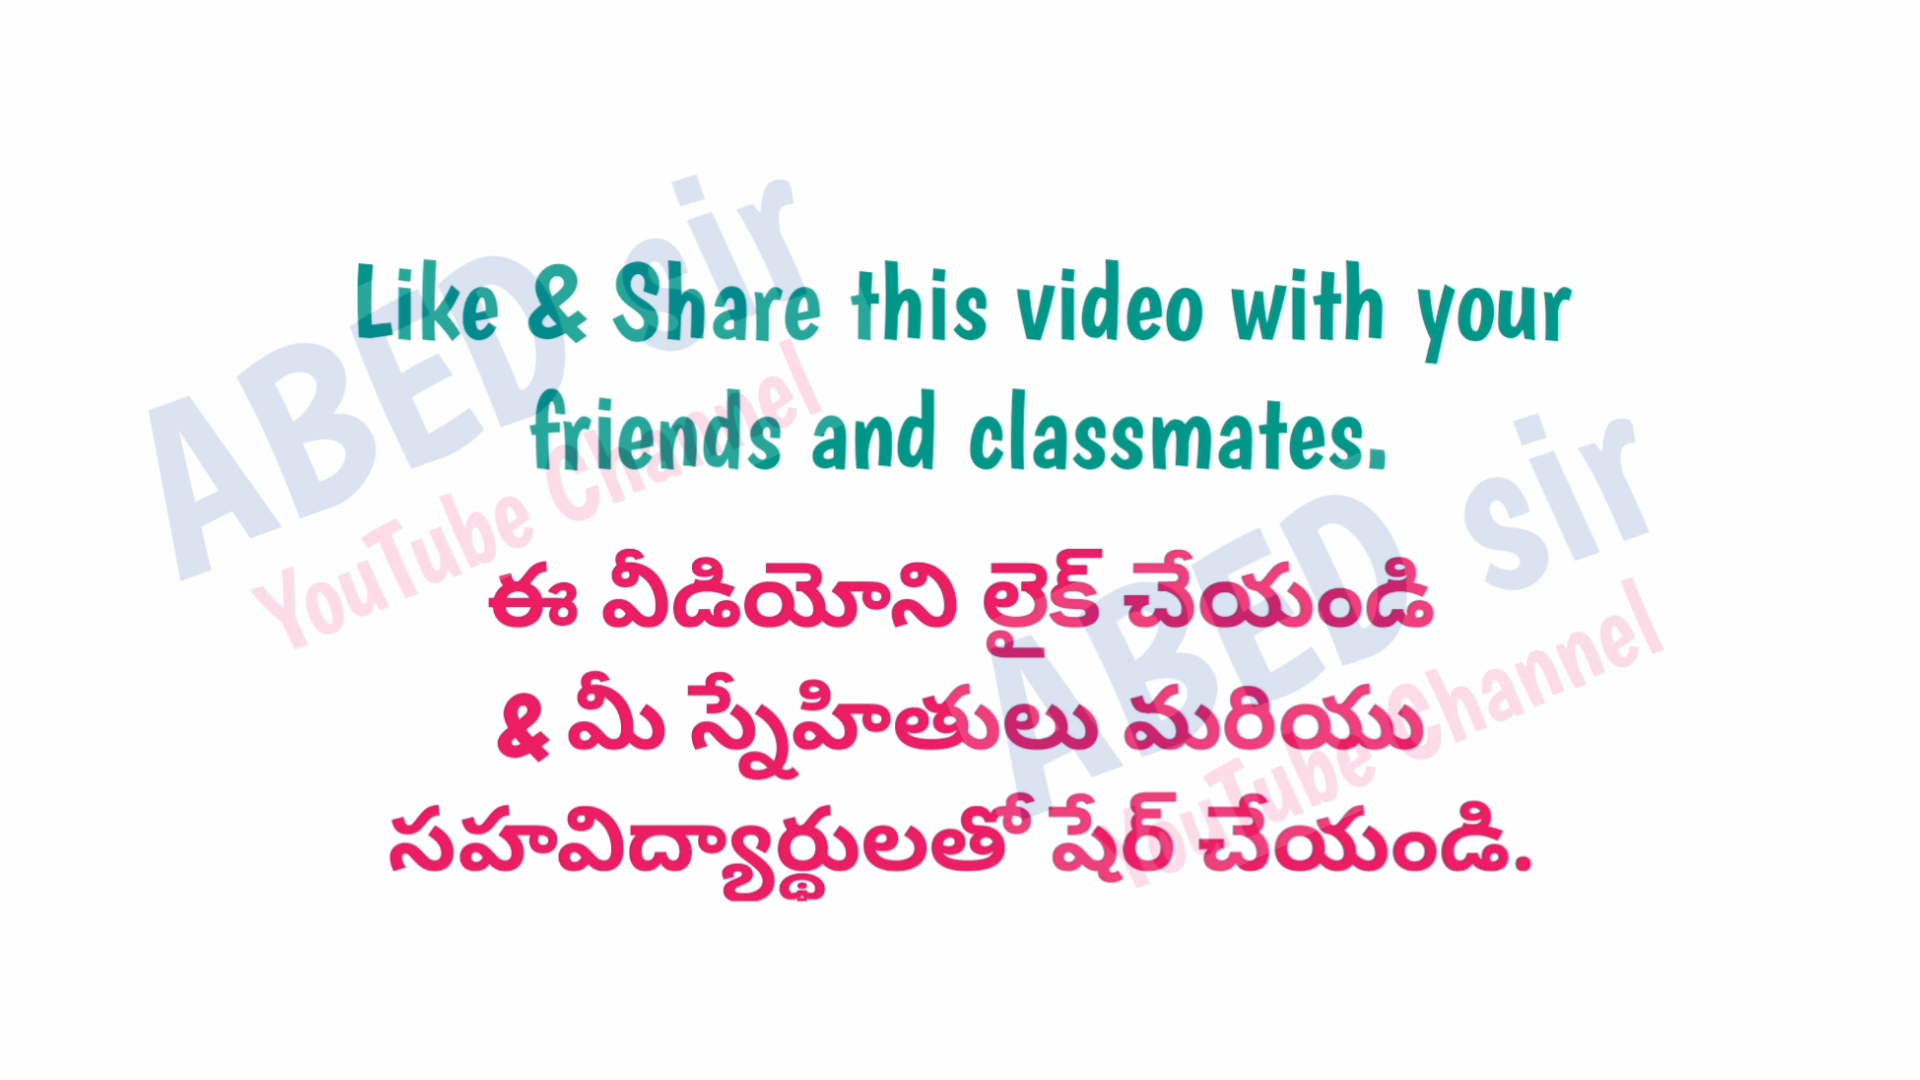 Like & Share this video with your
friends and classmates.
ఈ వీడియోని లైక్ చేయండి
& మీ స్నేహితులు మరియు
సహవిద్యార్థులతో షేర్ చేయండి.
ABED sir
YouTube Channel
ABED sir
YouTube Channel